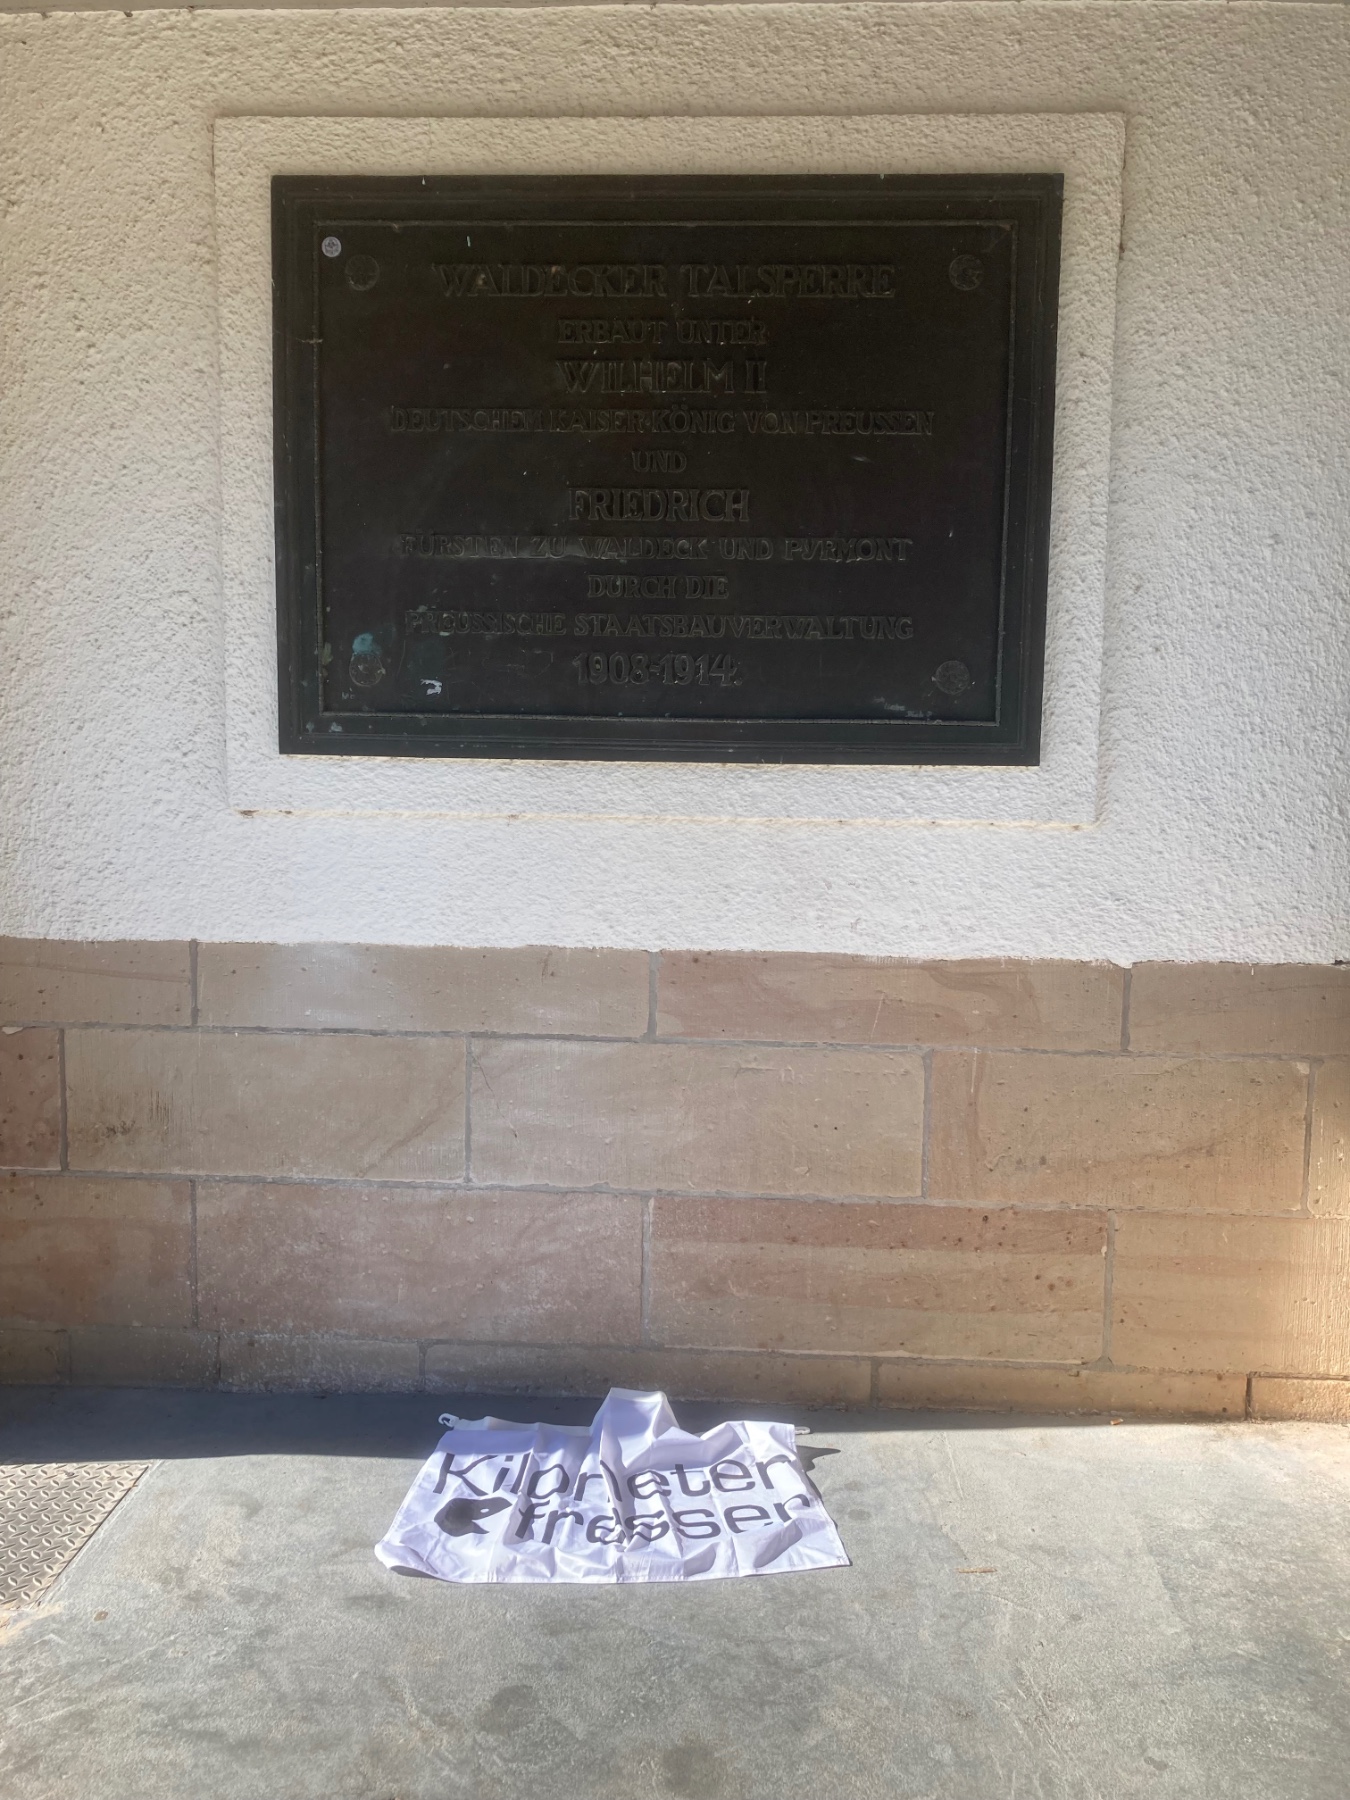 WALDECKER TALSPERRE
ERBAUT UNTER
WILHELM II
DEUTSCHEM KAISER·KÖNIG VON PREUSSEN
UND
FRIEDRICH
FÜRSTEN ZU WALDECK UND PYRMONT
DURCH DIE
PREUSSISCHE STAATSBAUVERWALTUNG
1908-1914.
Kilometer
fresser